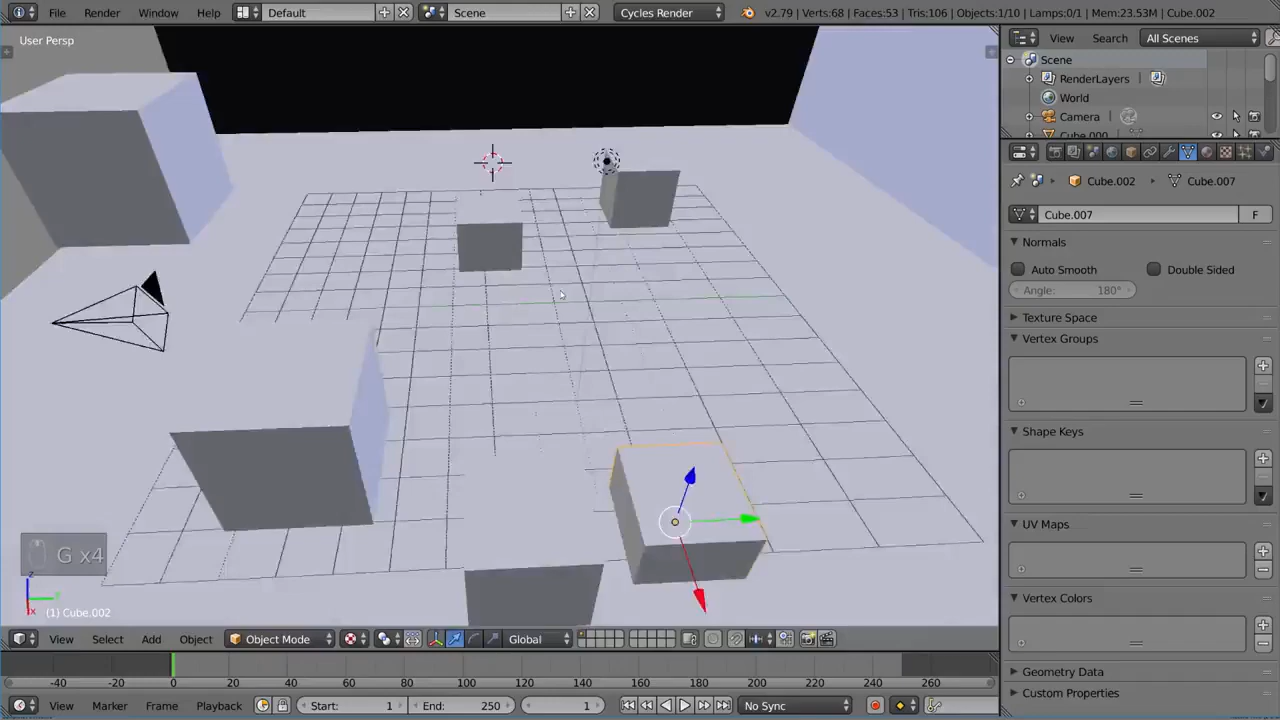 File Render Window Help Default Scene Cycles Render v2.79 | Verts:68 | Faces:53 | Tris:106 | Objects:1/10 | Lamps:0/1 | Mem:23.53M | Cube.002
User Persp
View Search All Scenes
Scene
RenderLayers
World
Camera
Cube.000
Cube.002 Cube.007
Cube.007 F
Normals
Auto Smooth Double Sided
Angle: 180°
Texture Space
Vertex Groups
Shape Keys
UV Maps
Vertex Colors
Geometry Data
Custom Properties
G x4
z
x
(1) Cube.002
View Select Add Object Object Mode Global
-40 -20 0 20 40 60 80 100 120 140 160 180 200 220 240 260
View Marker Frame Playback Start: 1 End: 250 1 No Sync